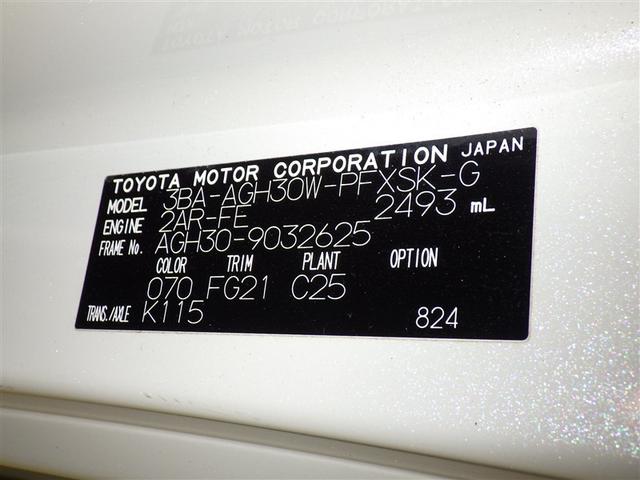 TOYOTA MOTOR CORPORATION JAPAN
MODEL 3BA-AGH30W-PFXSK-G
ENGINE 2AR-FE 2493 mL
FRAME No. AGH30-9032625
COLOR TRIM PLANT OPTION
070 FG21 C25
TRANS./AXLE K115 824